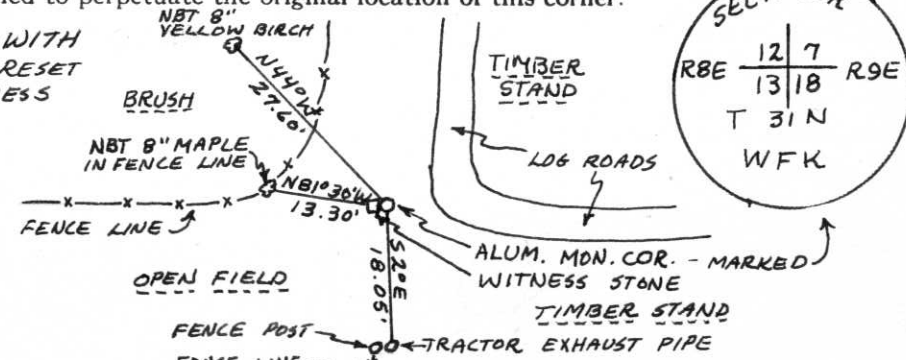 to perpetuate the original location of this corner.
WITH
RESET
ESS
NBT 8"
YELLOW BIRCH
N44°W
27.60'
BRUSH
TIMBER
STAND
NBT 8" MAPLE
IN FENCE LINE
N81°30'W
13.30'
LOG ROADS
FENCE LINE
S2°E
18.05'
ALUM. MON. COR. - MARKED
WITNESS STONE
OPEN FIELD
TIMBER STAND
FENCE POST
TRACTOR EXHAUST PIPE
FENCE LINE
12 7
R8E R9E
13 18
T 31 N
WFK